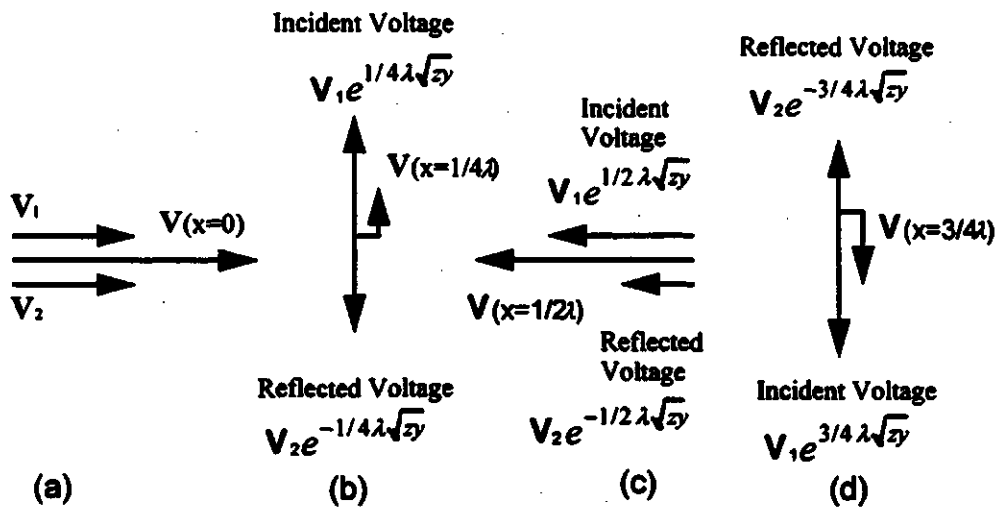 V₁
V(x=0)
V₂
(a)
Incident Voltage
V₁e^{1/4λ√zy}
V(x=1/4λ)
Reflected Voltage
V₂e^{-1/4λ√zy}
(b)
Incident
Voltage
V₁e^{1/2λ√zy}
V(x=1/2λ)
Reflected
Voltage
V₂e^{-1/2λ√zy}
(c)
Reflected Voltage
V₂e^{-3/4λ√zy}
V(x=3/4λ)
Incident Voltage
V₁e^{3/4λ√zy}
(d)